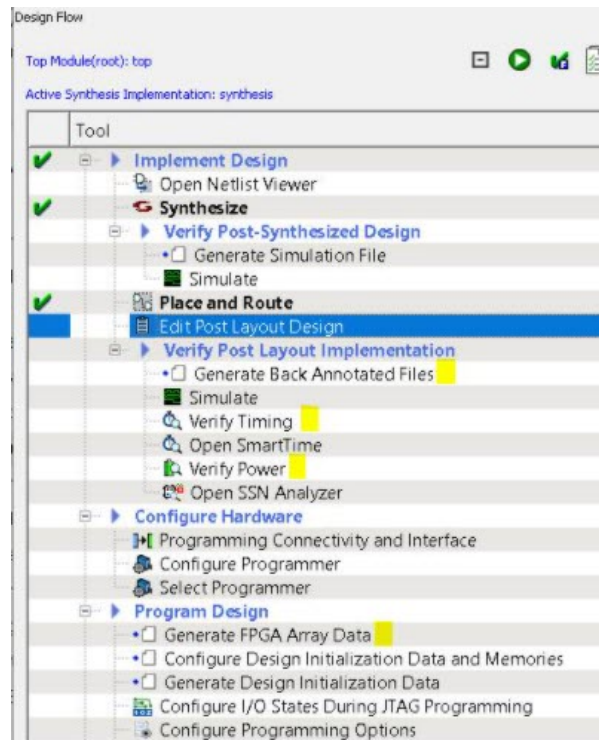 Design Flow
Top Module(root): top
Active Synthesis Implementation: synthesis
Tool
Implement Design
Open Netlist Viewer
Synthesize
Verify Post-Synthesized Design
Generate Simulation File
Simulate
Place and Route
Edit Post Layout Design
Verify Post Layout Implementation
Generate Back Annotated Files
Simulate
Verify Timing
Open SmartTime
Verify Power
Open SSN Analyzer
Configure Hardware
Programming Connectivity and Interface
Configure Programmer
Select Programmer
Program Design
Generate FPGA Array Data
Configure Design Initialization Data and Memories
Generate Design Initialization Data
Configure I/O States During JTAG Programming
Configure Programming Options